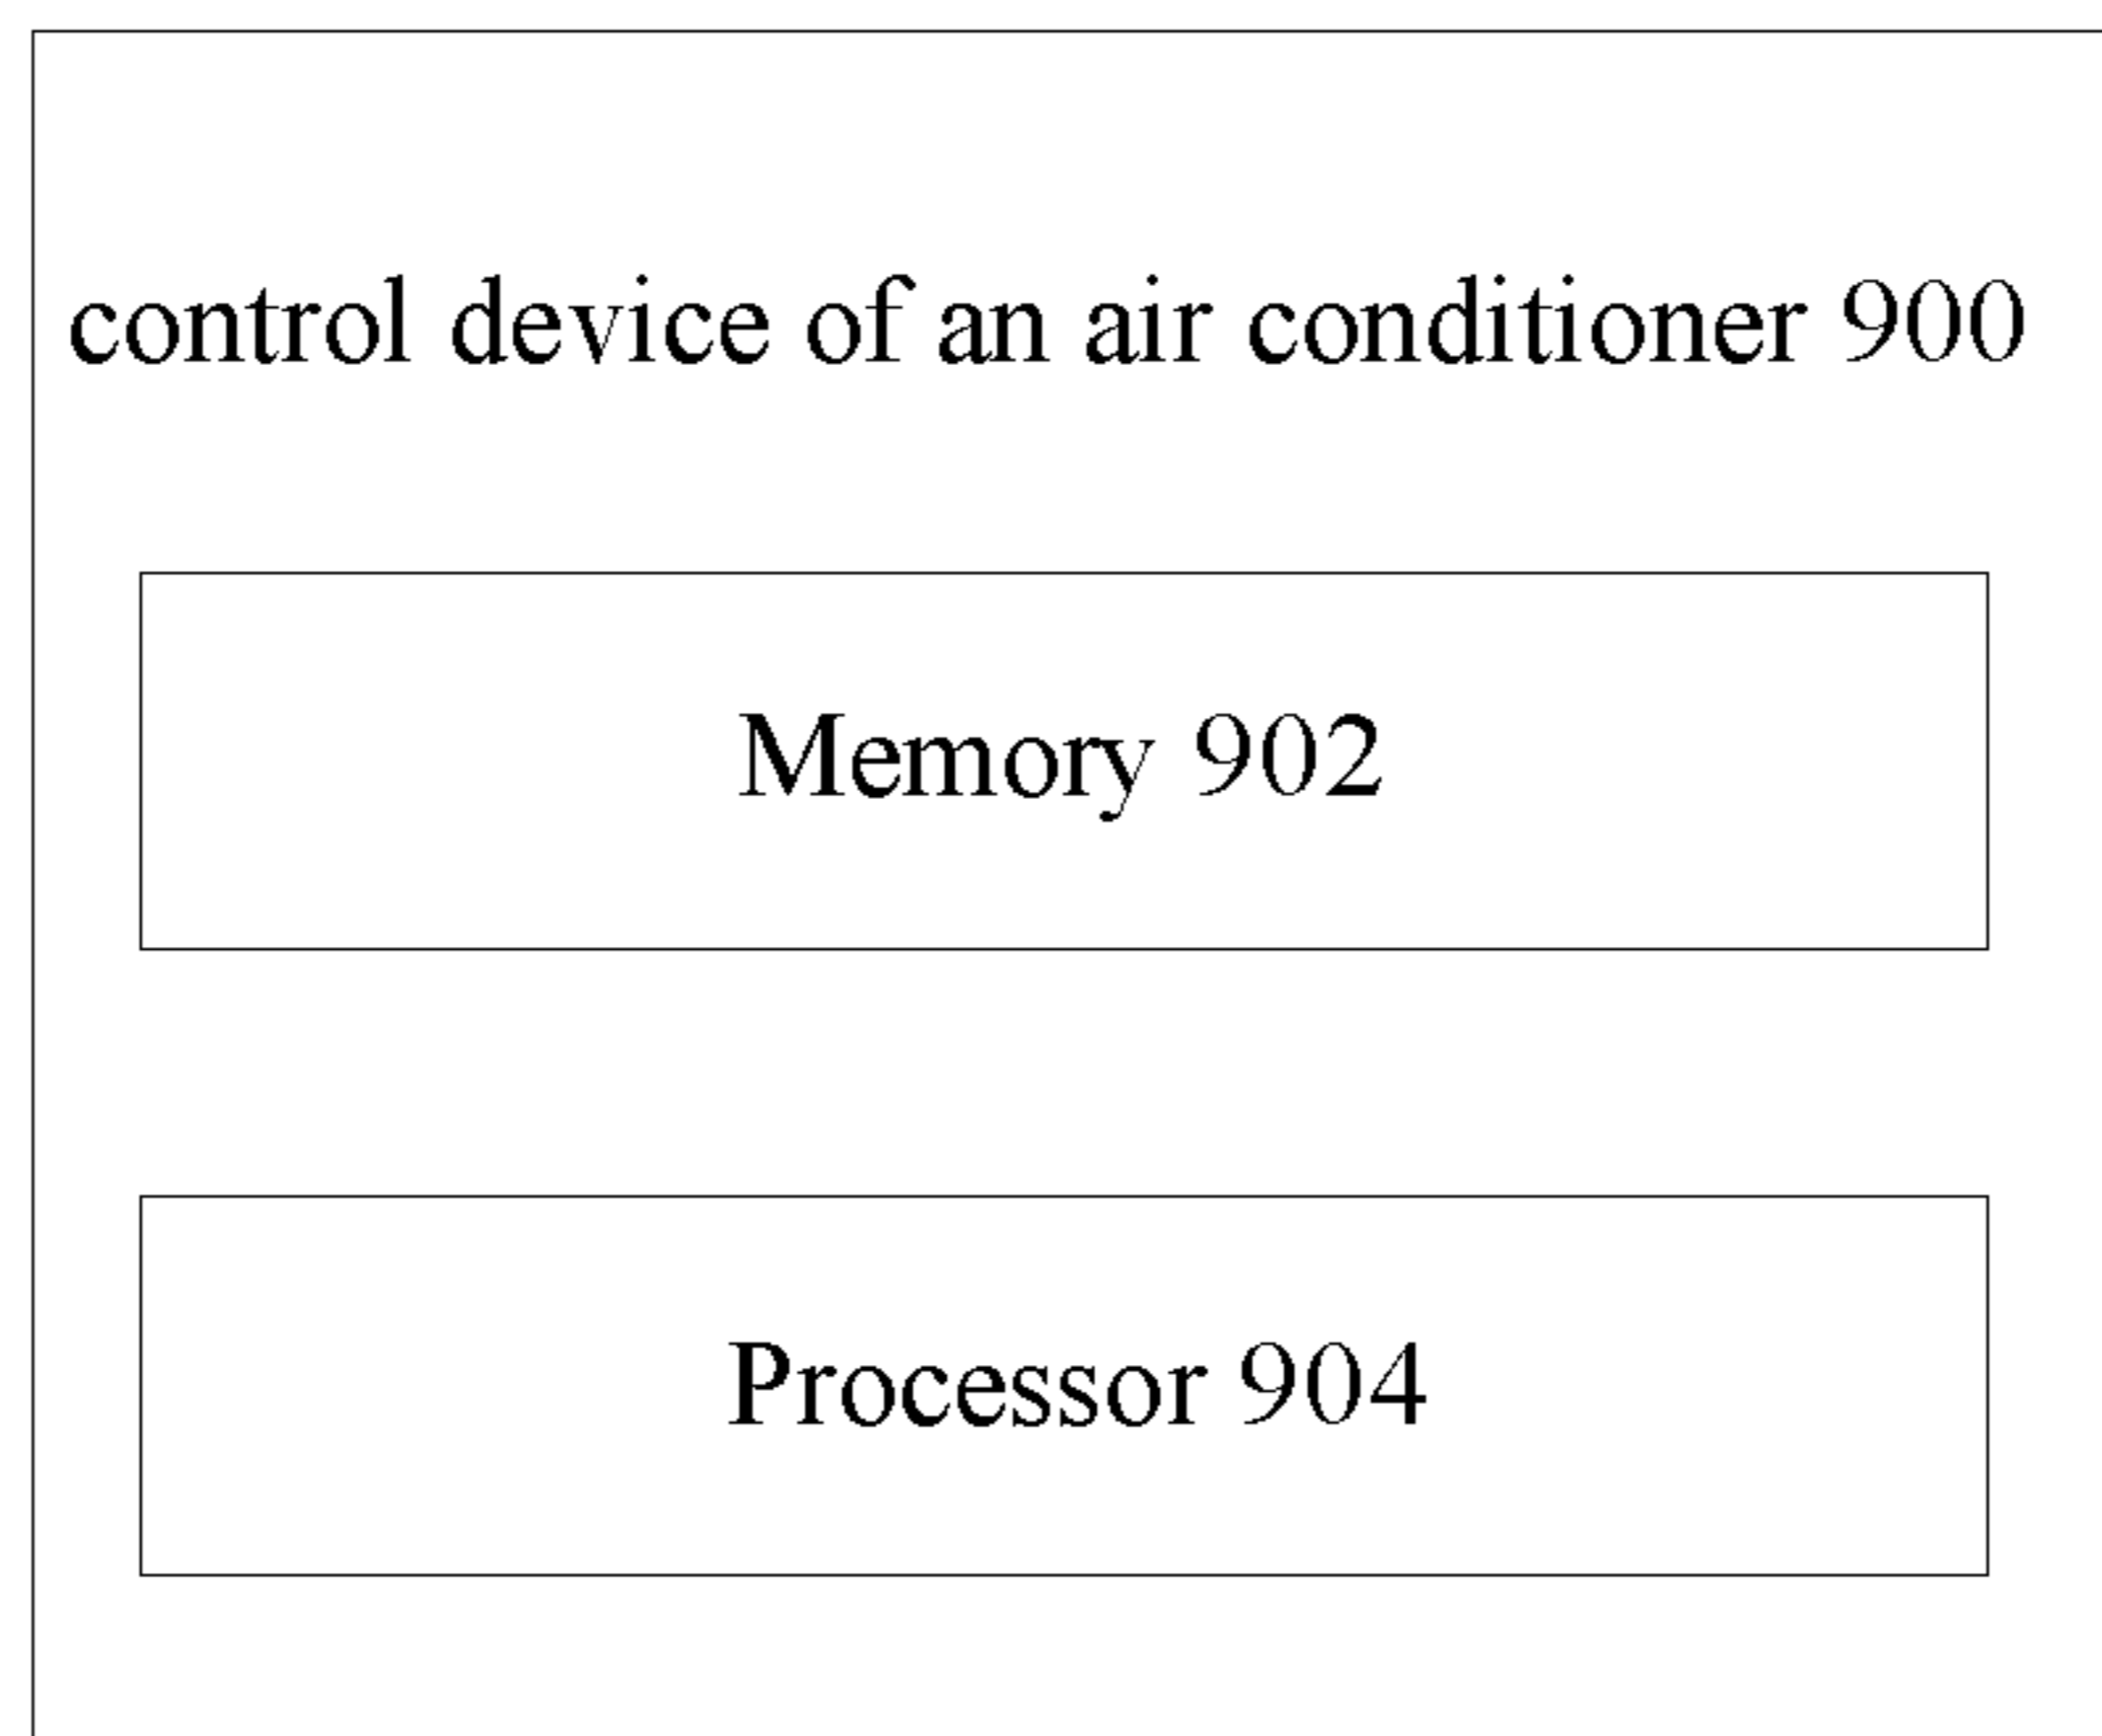 control device of an air conditioner 900
Memory 902
Processor 904